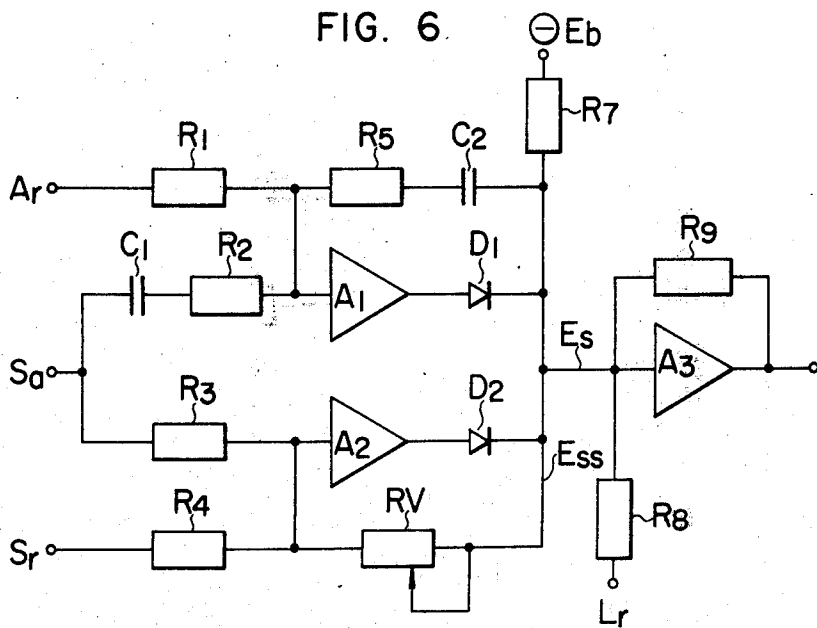 FIG. 6
⊖ Eb
R7
R1
R5
C2
Ar
C1
R2
A1
D1
R9
Es
A3
Sa
R3
A2
D2
Ess
R4
RV
R8
Sr
Lr